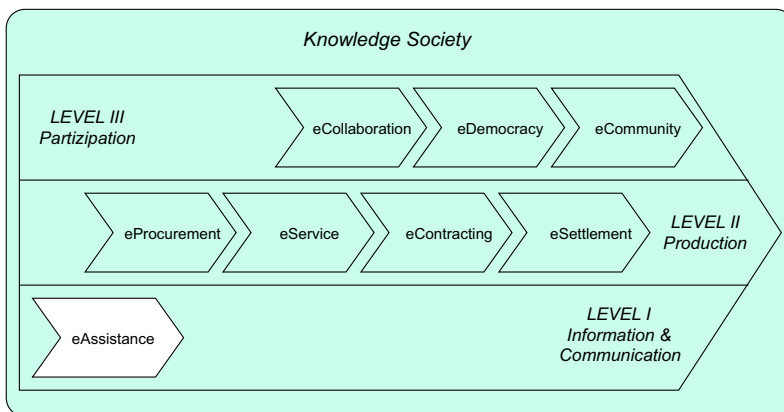 Knowledge Society
LEVEL III
Partizipation
eCollaboration
eDemocracy
eCommunity
eProcurement
eService
eContracting
eSettlement
LEVEL II
Production
eAssistance
LEVEL I
Information &
Communication